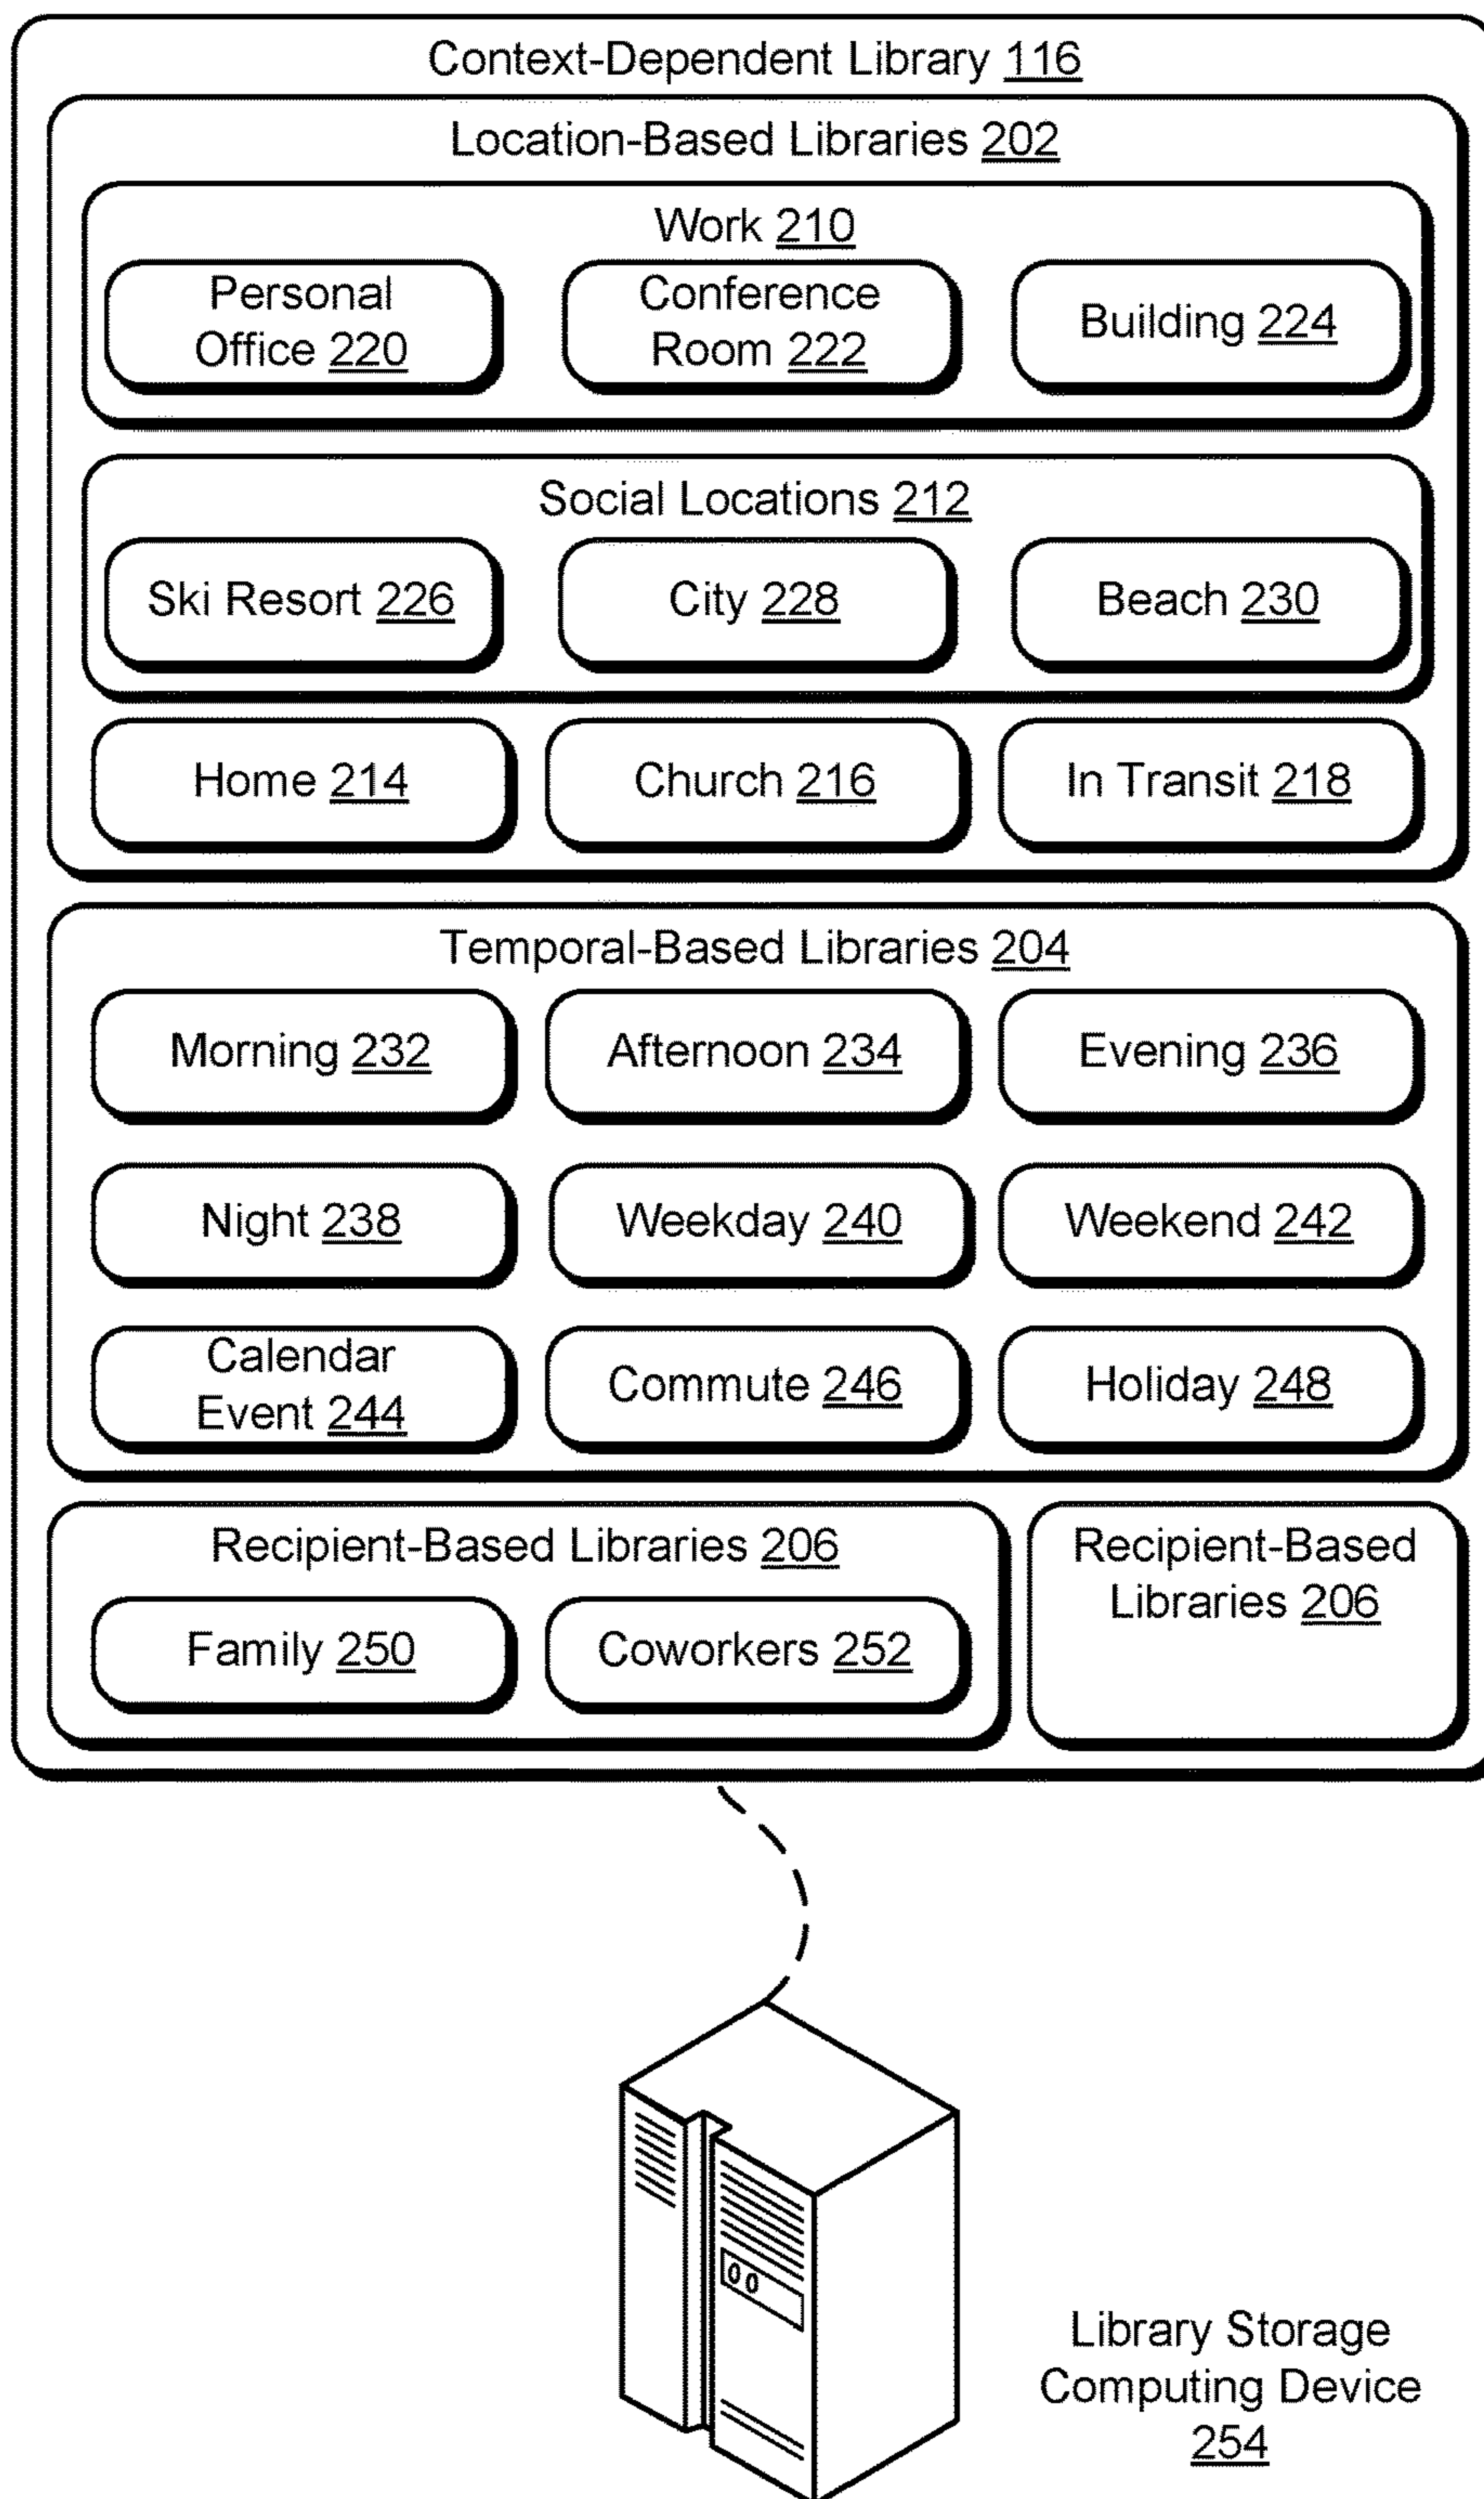 Context-Dependent Library 116
Location-Based Libraries 202
Work 210
Personal
Office 220
Conference
Room 222
Building 224
Social Locations 212
Ski Resort 226
City 228
Beach 230
Home 214
Church 216
In Transit 218
Temporal-Based Libraries 204
Morning 232
Afternoon 234
Evening 236
Night 238
Weekday 240
Weekend 242
Calendar
Event 244
Commute 246
Holiday 248
Recipient-Based Libraries 206
Family 250
Coworkers 252
Recipient-Based
Libraries 206
Library Storage
Computing Device
254